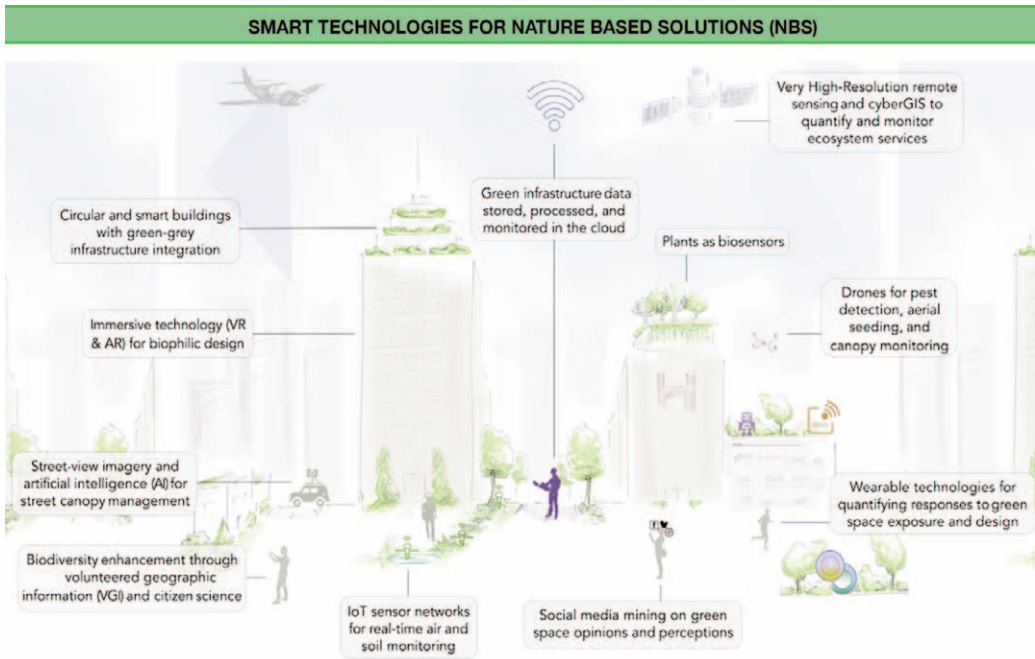 SMART TECHNOLOGIES FOR NATURE BASED SOLUTIONS (NBS)
Very High-Resolution remote
sensing and cyberGIS to
quantify and monitor
ecosystem services
Green infrastructure data
stored, processed, and
monitored in the cloud
Circular and smart buildings
with green-grey
infrastructure integration
Plants as biosensors
Drones for pest
detection, aerial
seeding, and
canopy monitoring
Immersive technology (VR
& AR) for biophilic design
H
Street-view imagery and
artificial intelligence (AI) for
street canopy management
Wearable technologies for
quantifying responses to green
space exposure and design
Biodiversity enhancement through
volunteered geographic
information (VGI) and citizen science
IoT sensor networks
for real-time air and
soil monitoring
Social media mining on green
space opinions and perceptions